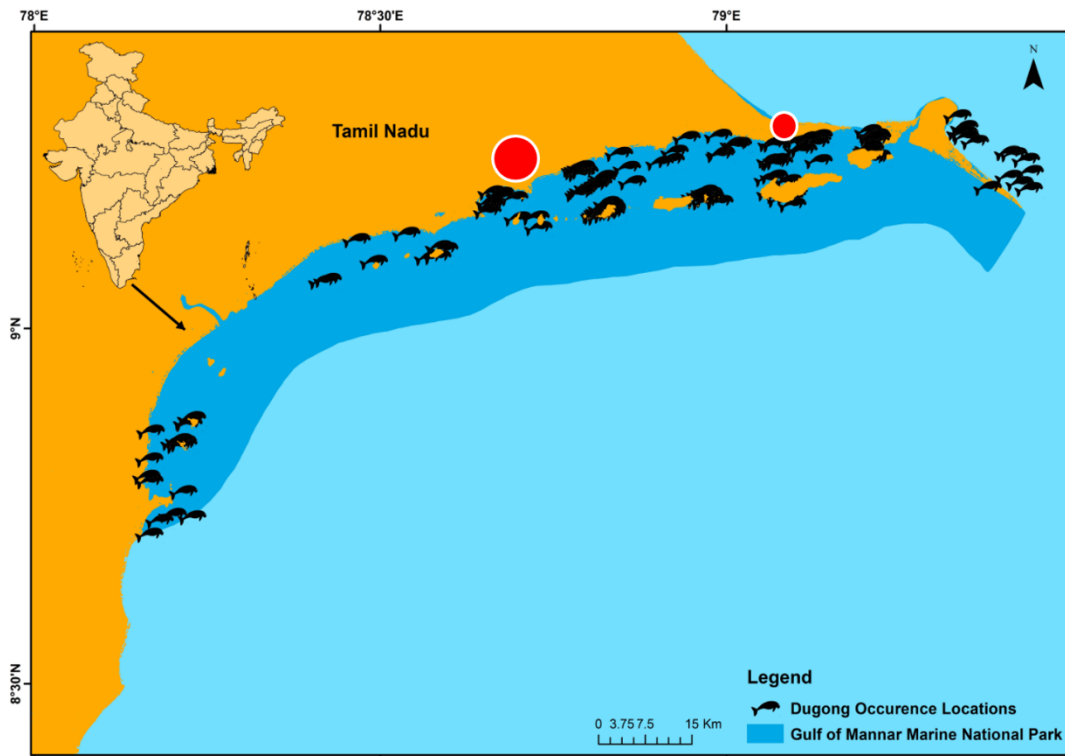 78°E 78°30'E 79°E
N
Tamil Nadu
9°N
8°30'N
Legend
Dugong Occurence Locations
Gulf of Mannar Marine National Park
0 3.75 7.5 15 Km